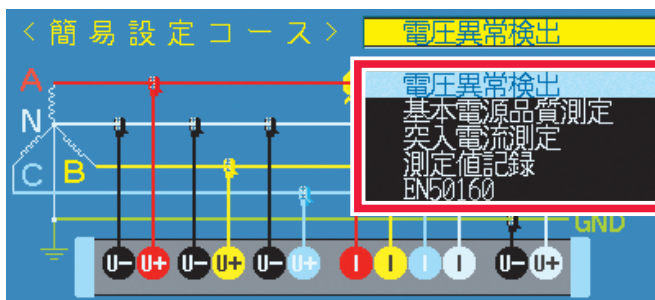 <簡易設定コース> 電圧異常検出
電圧異常検出
基本電源品質測定
突入電流測定
測定値記録
EN50160
A
N
C B
GND
U- U+ U- U+ U- U+ I I I I U- U+